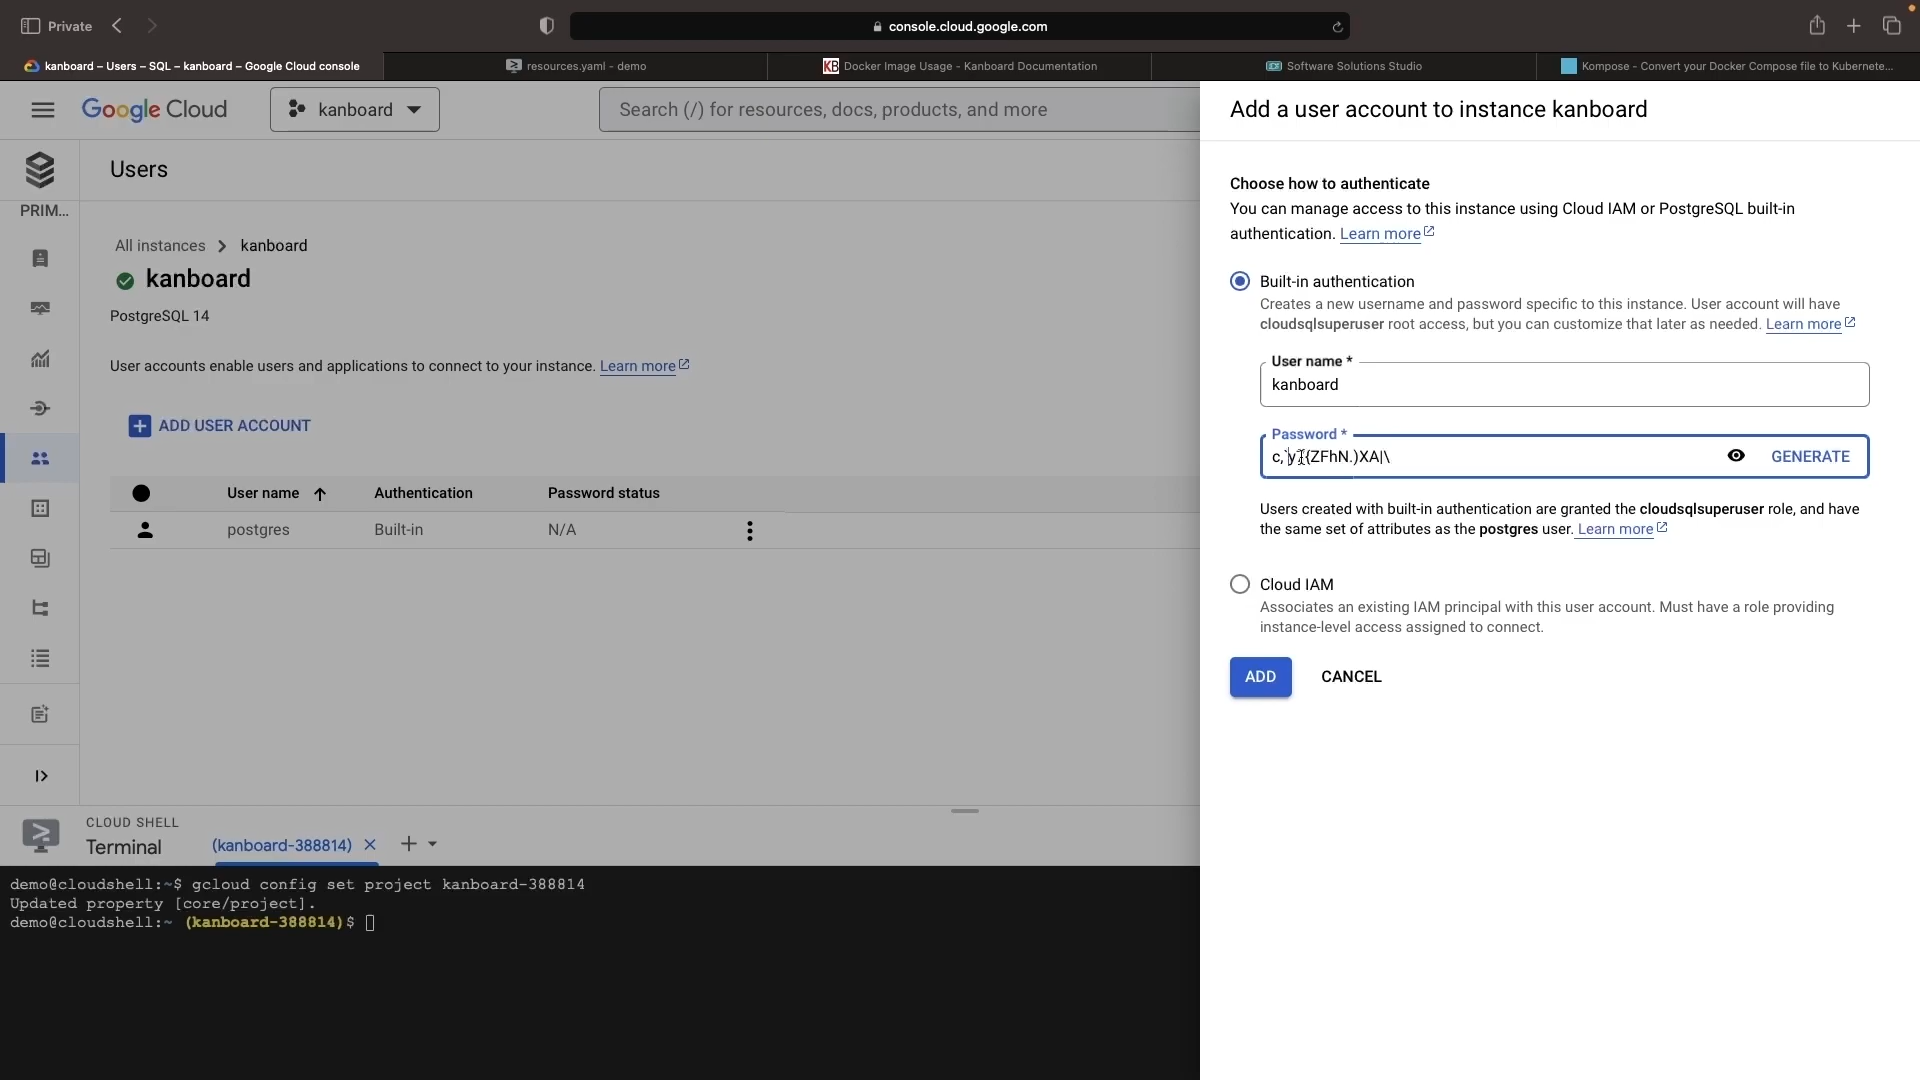 Private
console.cloud.google.com
kanboard – Users – SQL – kanboard – Google Cloud console
resources.yaml - demo
KB Docker Image Usage - Kanboard Documentation
Software Solutions Studio
Kompose - Convert your Docker Compose file to Kubernete...
Google Cloud
kanboard
Search (/) for resources, docs, products, and more
PRIM...
Users
All instances
kanboard
kanboard
PostgreSQL 14
User accounts enable users and applications to connect to your instance. Learn more
ADD USER ACCOUNT
User name Authentication Password status
postgres Built-in N/A
CLOUD SHELL
Terminal
(kanboard-388814)
demo@cloudshell:~$ gcloud config set project kanboard-388814
Updated property [core/project].
demo@cloudshell:~ (kanboard-388814)$
Add a user account to instance kanboard
Choose how to authenticate
You can manage access to this instance using Cloud IAM or PostgreSQL built-in
authentication. Learn more
Built-in authentication
Creates a new username and password specific to this instance. User account will have
cloudsqlsuperuser root access, but you can customize that later as needed. Learn more
User name *
kanboard
Password *
GENERATE
Users created with built-in authentication are granted the cloudsqlsuperuser role, and have
the same set of attributes as the postgres user. Learn more
Cloud IAM
Associates an existing IAM principal with this user account. Must have a role providing
instance-level access assigned to connect.
ADD
CANCEL